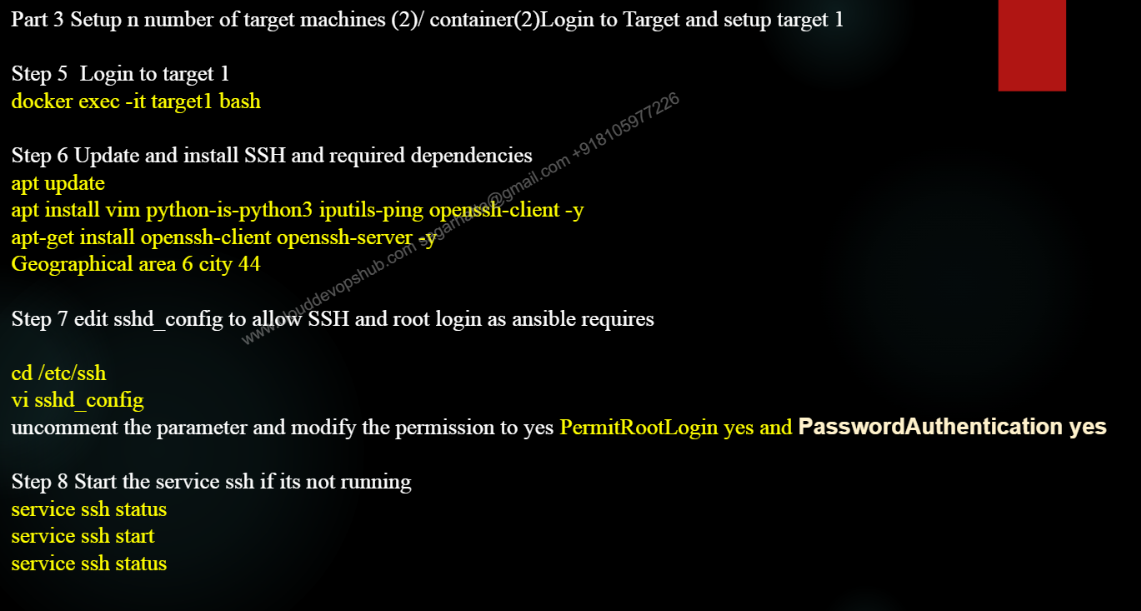 Part 3 Setup n number of target machines (2)/ container(2)Login to Target and setup target 1
Step 5  Login to target 1
docker exec -it target1 bash
Step 6 Update and install SSH and required dependencies
apt update
apt install vim python-is-python3 iputils-ping openssh-client -y
apt-get install openssh-client openssh-server -y
Geographical area 6 city 44
Step 7 edit sshd_config to allow SSH and root login as ansible requires
cd /etc/ssh
vi sshd_config
uncomment the parameter and modify the permission to yes PermitRootLogin yes and PasswordAuthentication yes
Step 8 Start the service ssh if its not running
service ssh status
service ssh start
service ssh status
+918105977226